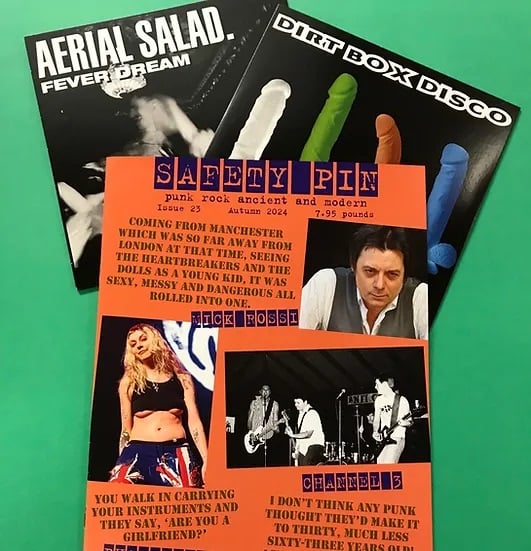 AERIAL SALAD.
FEVER DREAM
DIRT BOX DISCO
SAFETY PIN
punk rock ancient and modern
Issue 23 Autumn 2024 7.95 pounds
COMING FROM MANCHESTER
WHICH WAS SO FAR AWAY FROM
LONDON AT THAT TIME, SEEING
THE HEARTBREAKERS AND THE
DOLLS AS A YOUNG KID, IT WAS
SEXY, MESSY AND DANGEROUS ALL
ROLLED INTO ONE.
MICK ROSSI
CHANNEL 3
YOU WALK IN CARRYING
YOUR INSTRUMENTS AND
THEY SAY, 'ARE YOU A
GIRLFRIEND?'
I DON'T THINK ANY PUNK
THOUGHT THEY'D MAKE IT
TO THIRTY, MUCH LESS
SIXTY-THREE YEARS OLD!